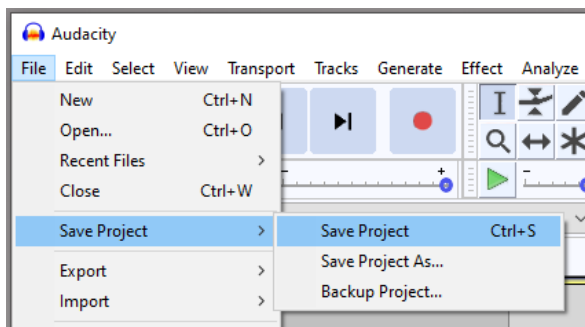 Audacity
File Edit Select View Transport Tracks Generate Effect Analyze
New Ctrl+N
Open... Ctrl+O
Recent Files >
Close Ctrl+W
Save Project > Save Project Ctrl+S
Save Project As...
Export >
Backup Project...
Import >